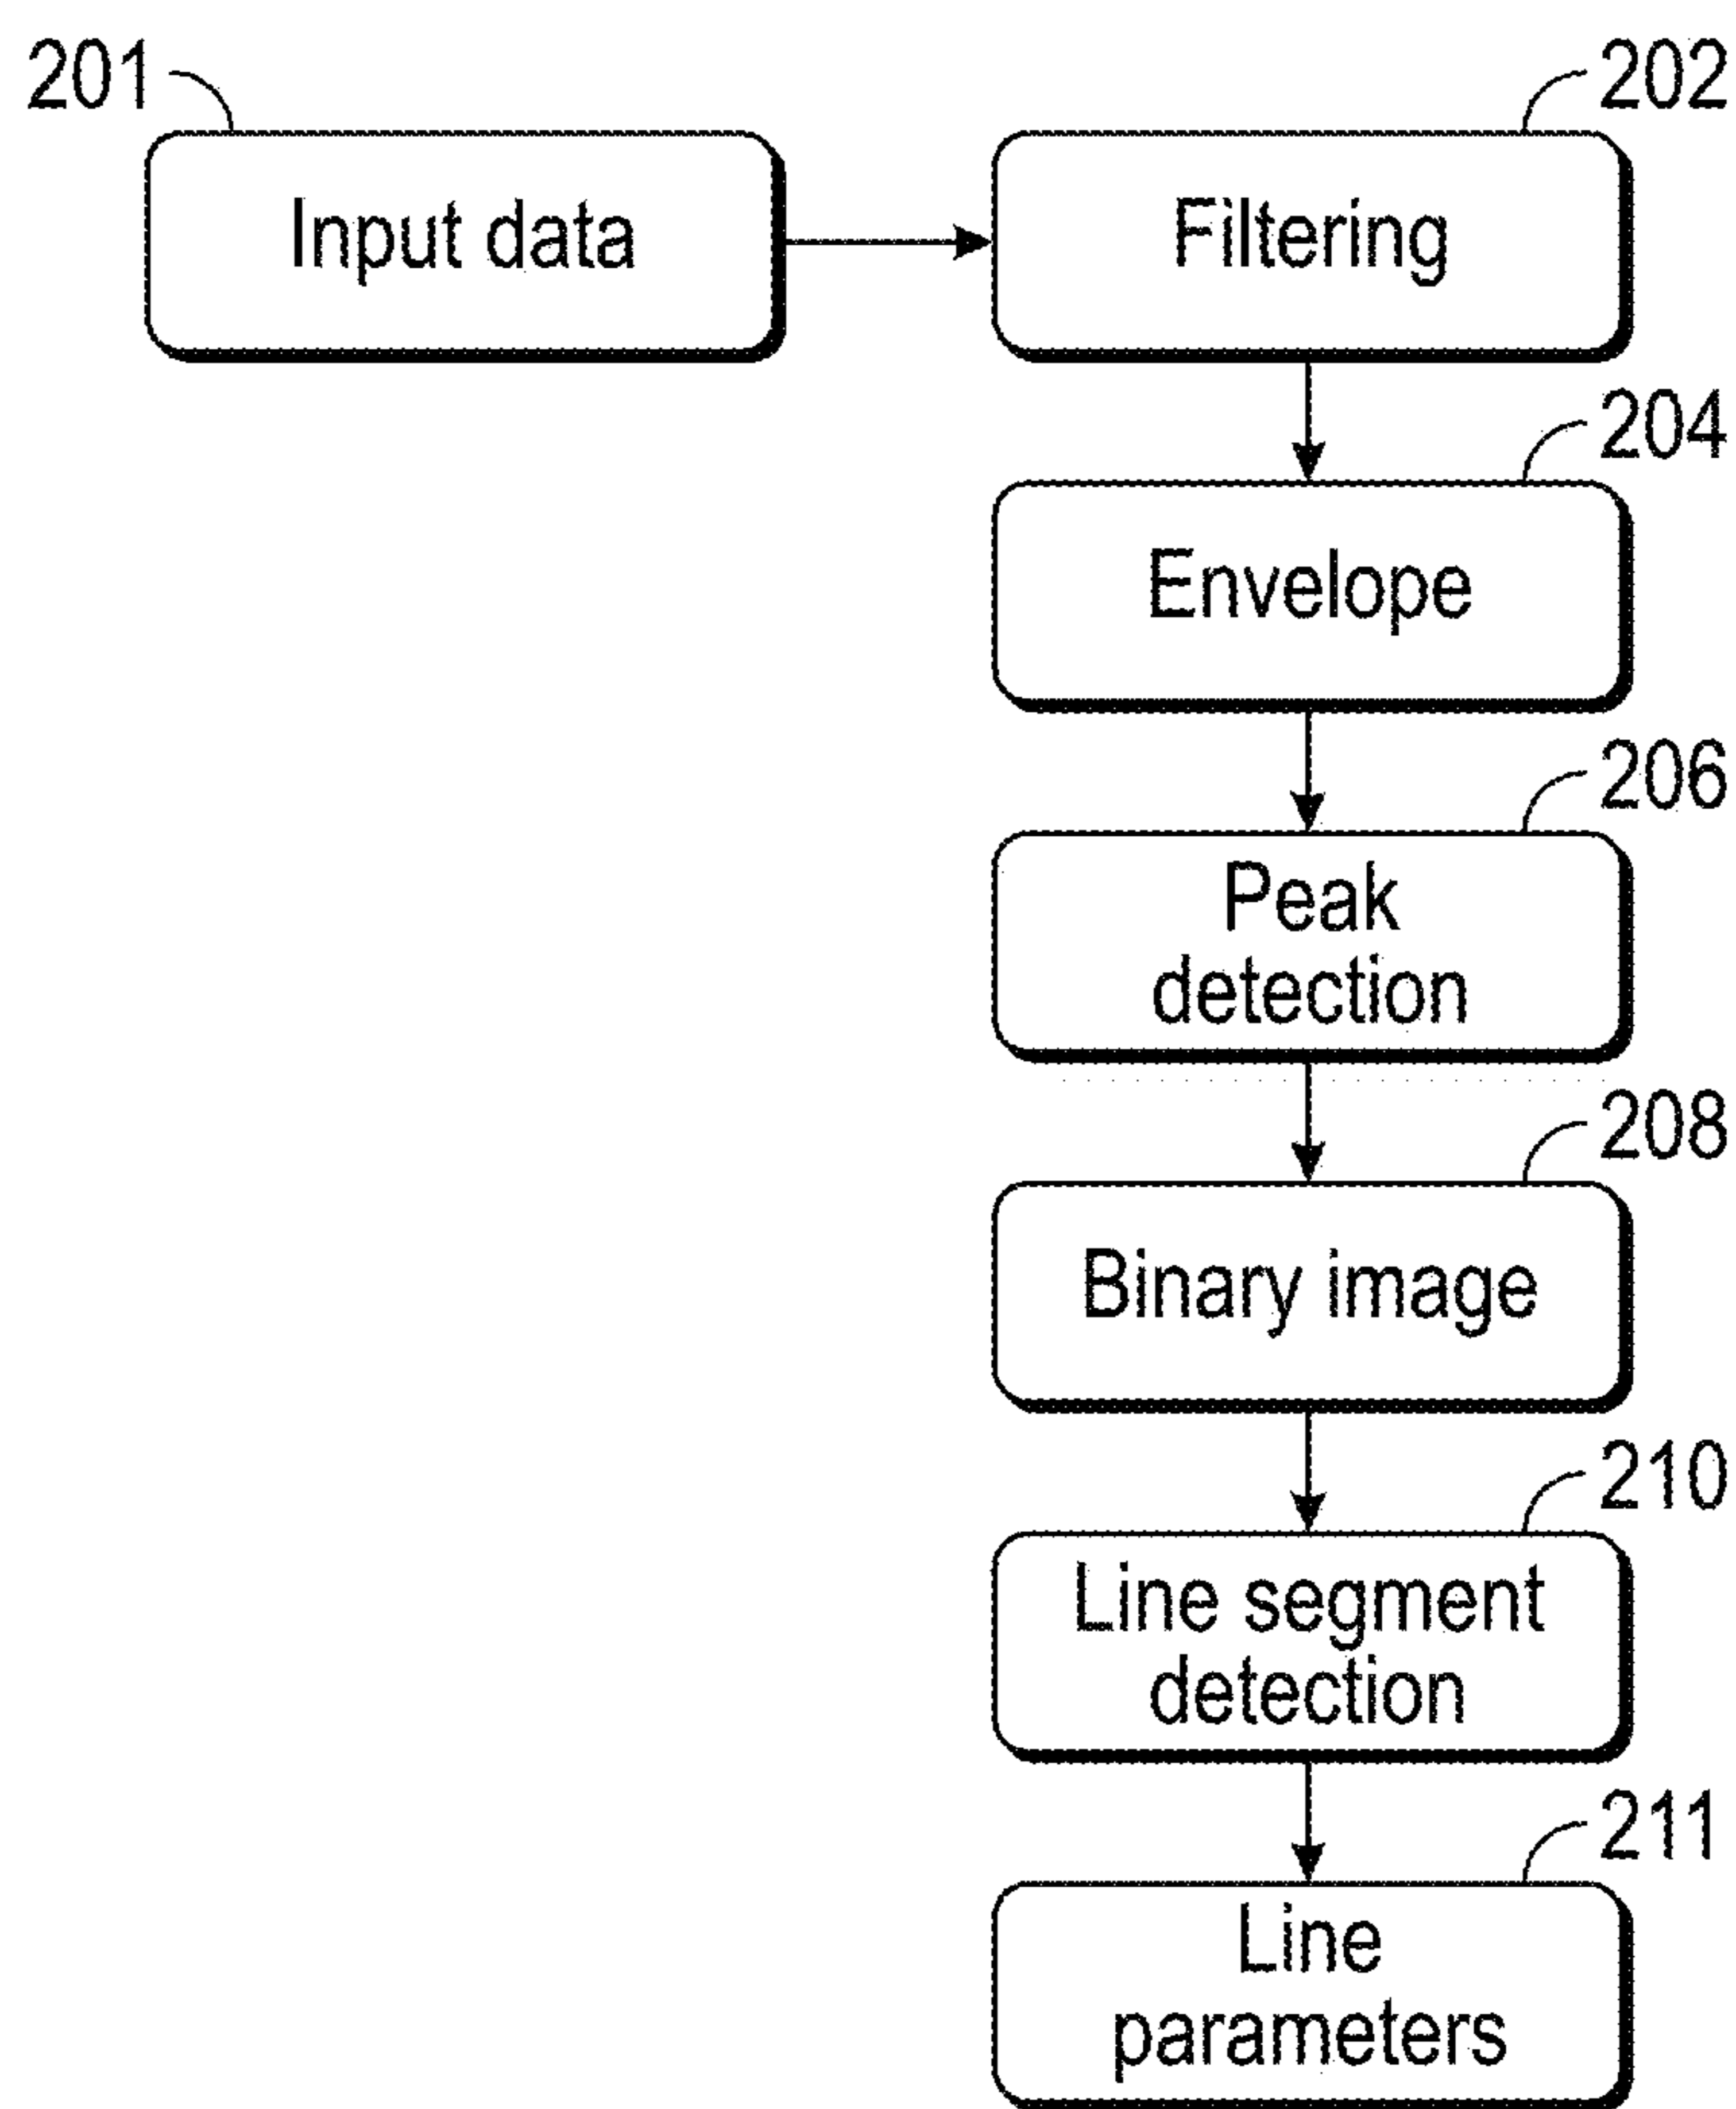 201
Input data
202
Filtering
204
Envelope
206
Peak
detection
208
Binary image
210
Line segment
detection
211
Line
parameters